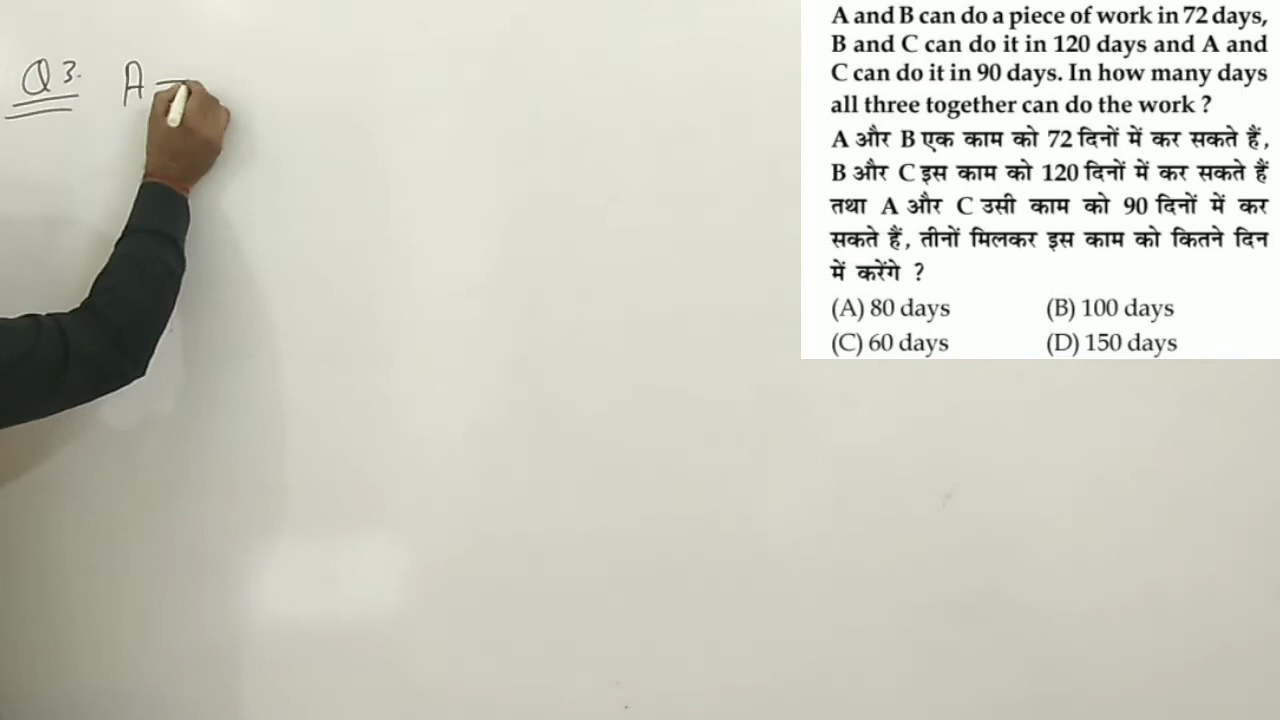 Q 3. A
A and B can do a piece of work in 72 days,
B and C can do it in 120 days and A and
C can do it in 90 days. In how many days
all three together can do the work ?
A और B एक काम को 72 दिनों में कर सकते हैं,
B और C इस काम को 120 दिनों में कर सकते हैं
तथा A और C उसी काम को 90 दिनों में कर
सकते हैं, तीनों मिलकर इस काम को कितने दिन
में करेंगे ?
(A) 80 days (B) 100 days
(C) 60 days (D) 150 days